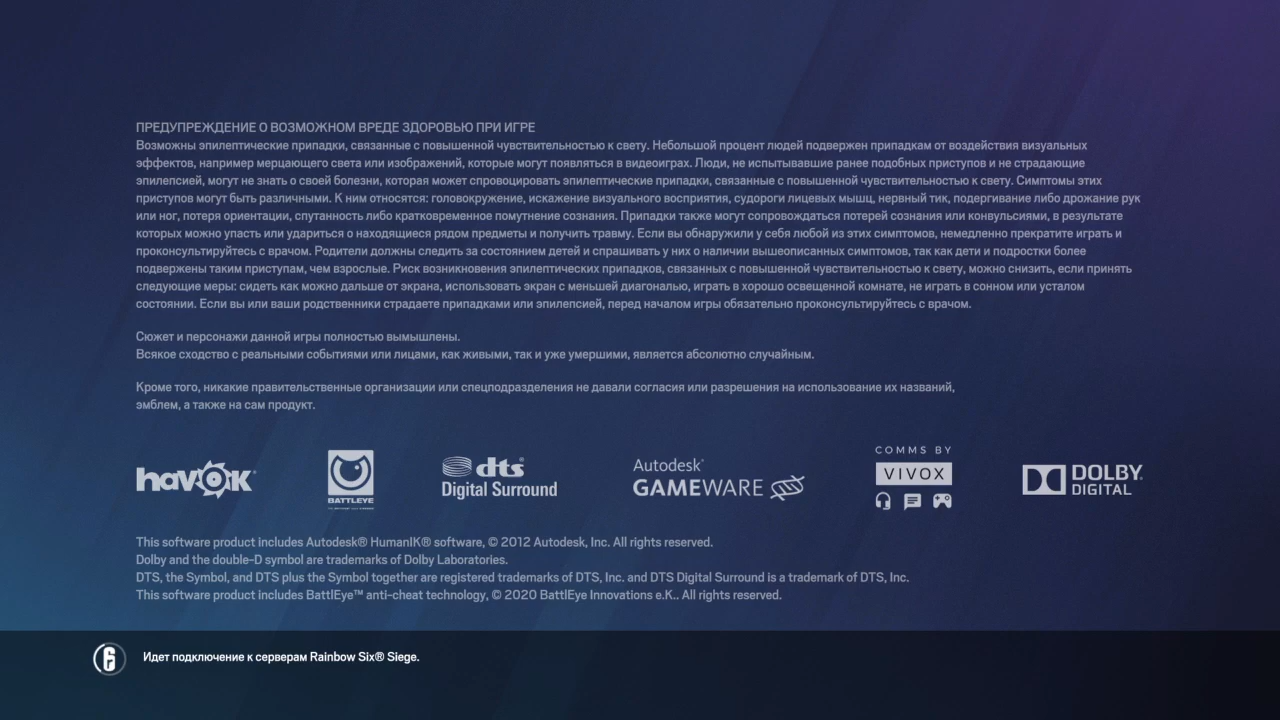 ПРЕДУПРЕЖДЕНИЕ О ВОЗМОЖНОМ ВРЕДЕ ЗДОРОВЬЮ ПРИ ИГРЕ
Возможны эпилептические припадки, связанные с повышенной чувствительностью к свету. Небольшой процент людей подвержен припадкам от воздействия визуальных
эффектов, например мерцающего света или изображений, которые могут появляться в видеоиграх. Люди, не испытывавшие ранее подобных приступов и не страдающие
эпилепсией, могут не знать о своей болезни, которая может спровоцировать эпилептические припадки, связанные с повышенной чувствительностью к свету. Симптомы этих
приступов могут быть различными. К ним относятся: головокружение, искажение визуального восприятия, судороги лицевых мышц, нервный тик, подергивание либо дрожание рук
или ног, потеря ориентации, спутанность либо кратковременное помутнение сознания. Припадки также могут сопровождаться потерей сознания или конвульсиями, в результате
которых можно упасть или удариться о находящиеся рядом предметы и получить травму. Если вы обнаружили у себя любой из этих симптомов, немедленно прекратите играть и
проконсультируйтесь с врачом. Родители должны следить за состоянием детей и спрашивать у них о наличии вышеописанных симптомов, так как дети и подростки более
подвержены таким приступам, чем взрослые. Риск возникновения эпилептических припадков, связанных с повышенной чувствительностью к свету, можно снизить, если принять
следующие меры: сидеть как можно дальше от экрана, использовать экран с меньшей диагональю, играть в хорошо освещенной комнате, не играть в сонном или усталом
состоянии. Если вы или ваши родственники страдаете припадками или эпилепсией, перед началом игры обязательно проконсультируйтесь с врачом.
Сюжет и персонажи данной игры полностью вымышлены.
Всякое сходство с реальными событиями или лицами, как живыми, так и уже умершими, является абсолютно случайным.
Кроме того, никакие правительственные организации или спецподразделения не давали согласия или разрешения на использование их названий,
эмблем, а также на сам продукт.
havok®
BATTLEYE
dts®
Digital Surround
Autodesk®
GAMEWARE
COMMS BY
VIVOX
DOLBY®
DIGITAL
This software product includes Autodesk® HumanIK® software, © 2012 Autodesk, Inc. All rights reserved.
Dolby and the double-D symbol are trademarks of Dolby Laboratories.
DTS, the Symbol, and DTS plus the Symbol together are registered trademarks of DTS, Inc. and DTS Digital Surround is a trademark of DTS, Inc.
This software product includes BattlEye™ anti-cheat technology, © 2020 BattlEye Innovations e.K.. All rights reserved.
6 Идет подключение к серверам Rainbow Six® Siege.